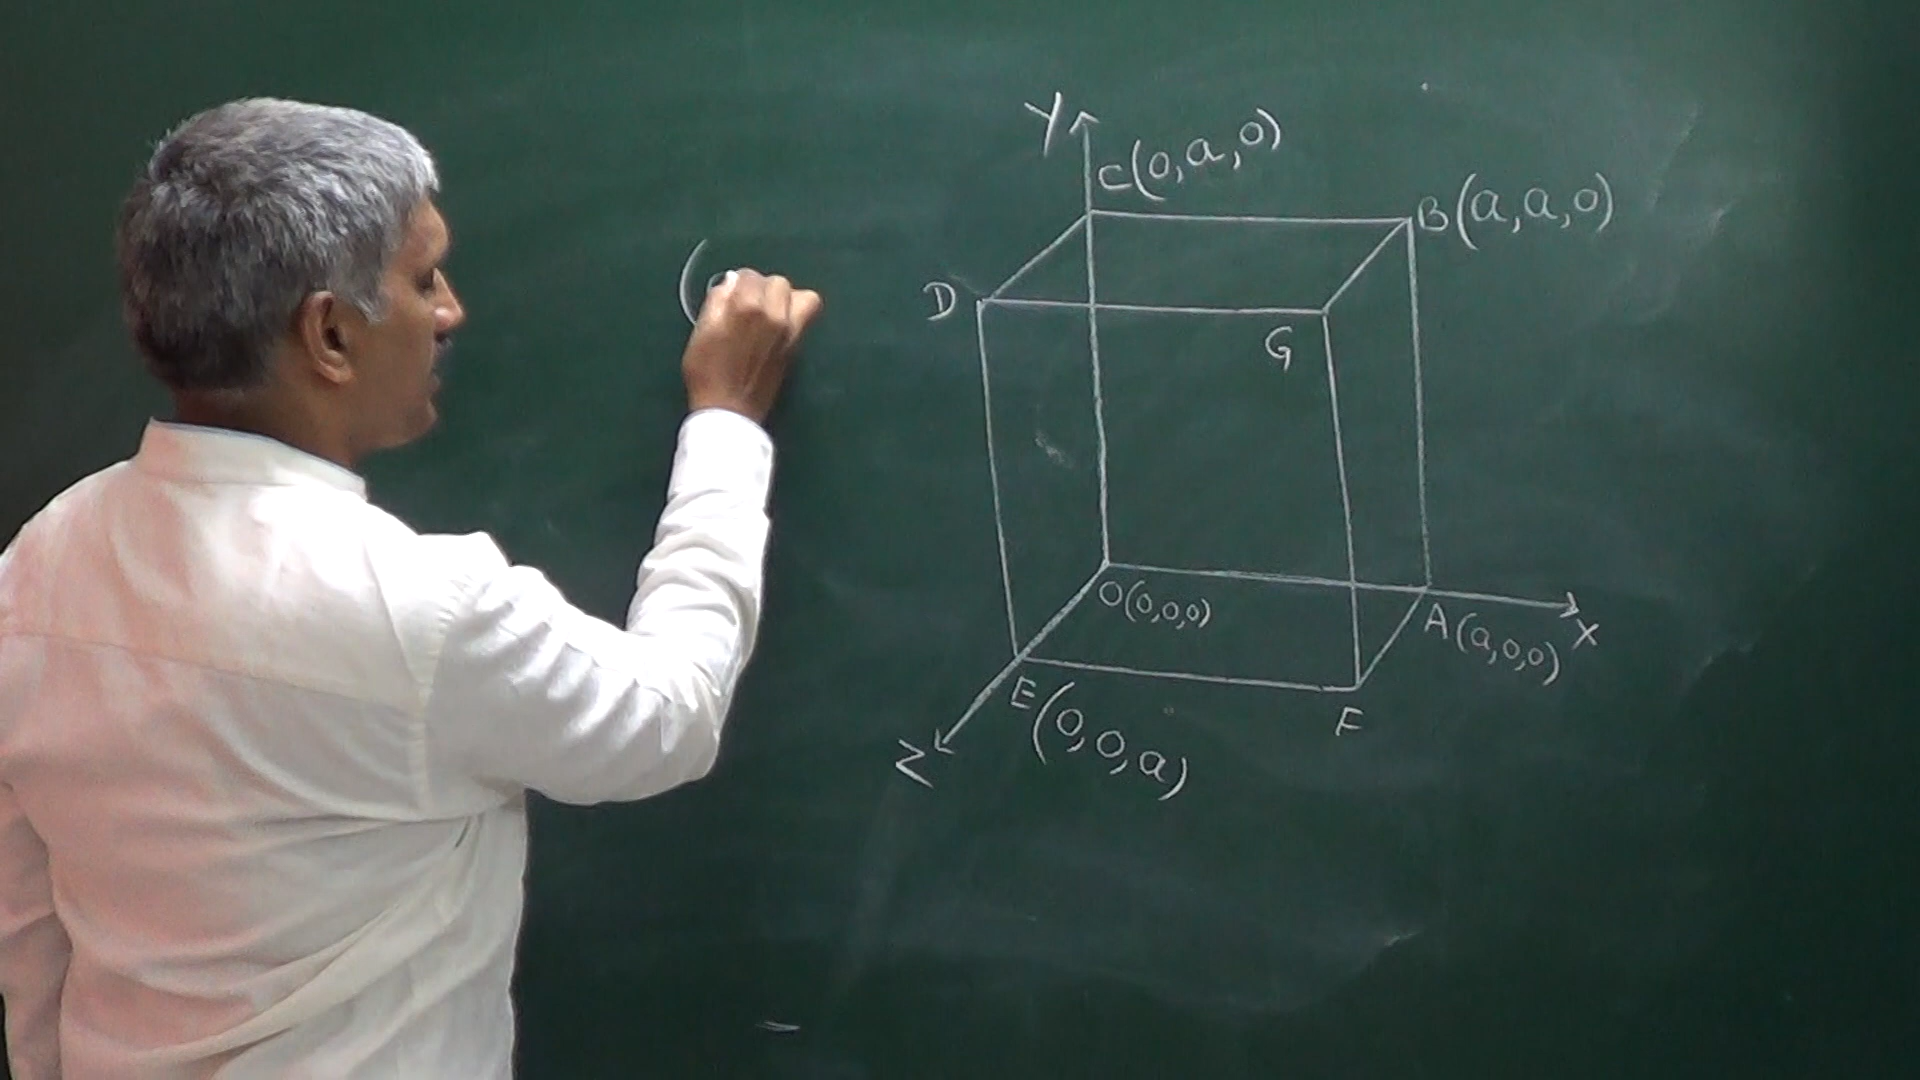 Y
C(0,a,0)
B(a,a,0)
D
G
O(0,0,0)
A(a,0,0)
X
E(0,0,a)
F
Z
(